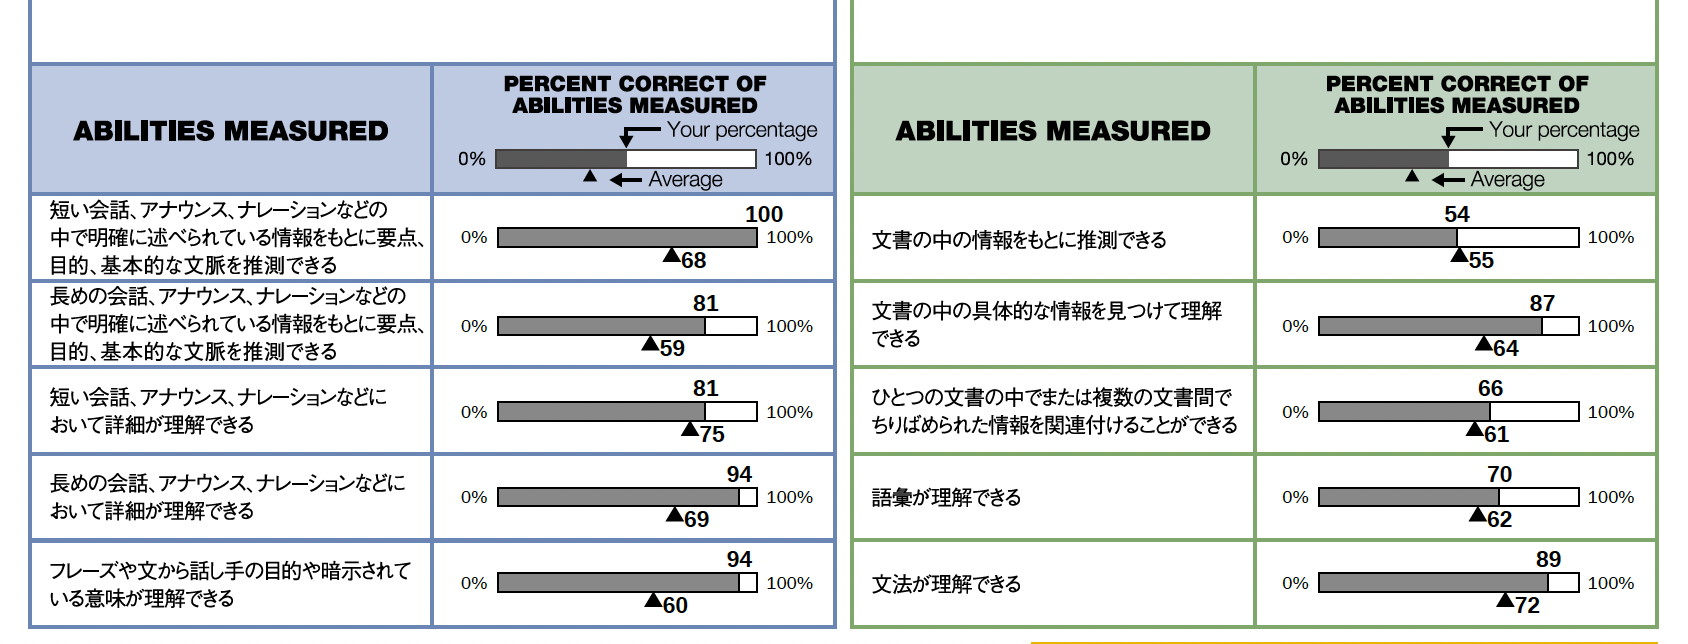 ABILITIES MEASURED
PERCENT CORRECT OF
ABILITIES MEASURED
Your percentage
0% 100%
Average
短い会話、アナウンス、ナレーションなどの
中で明確に述べられている情報をもとに要点、
目的、基本的な文脈を推測できる
100
0% 100%
68
長めの会話、アナウンス、ナレーションなどの
中で明確に述べられている情報をもとに要点、
目的、基本的な文脈を推測できる
81
0% 100%
59
短い会話、アナウンス、ナレーションなどに
おいて詳細が理解できる
81
0% 100%
75
長めの会話、アナウンス、ナレーションなどに
おいて詳細が理解できる
94
0% 100%
69
フレーズや文から話し手の目的や暗示されて
いる意味が理解できる
94
0% 100%
60
ABILITIES MEASURED
PERCENT CORRECT OF
ABILITIES MEASURED
Your percentage
0% 100%
Average
文書の中の情報をもとに推測できる
54
0% 100%
55
文書の中の具体的な情報を見つけて理解
できる
87
0% 100%
64
ひとつの文書の中でまたは複数の文書間で
ちりばめられた情報を関連付けることができる
66
0% 100%
61
語彙が理解できる
70
0% 100%
62
文法が理解できる
89
0% 100%
72